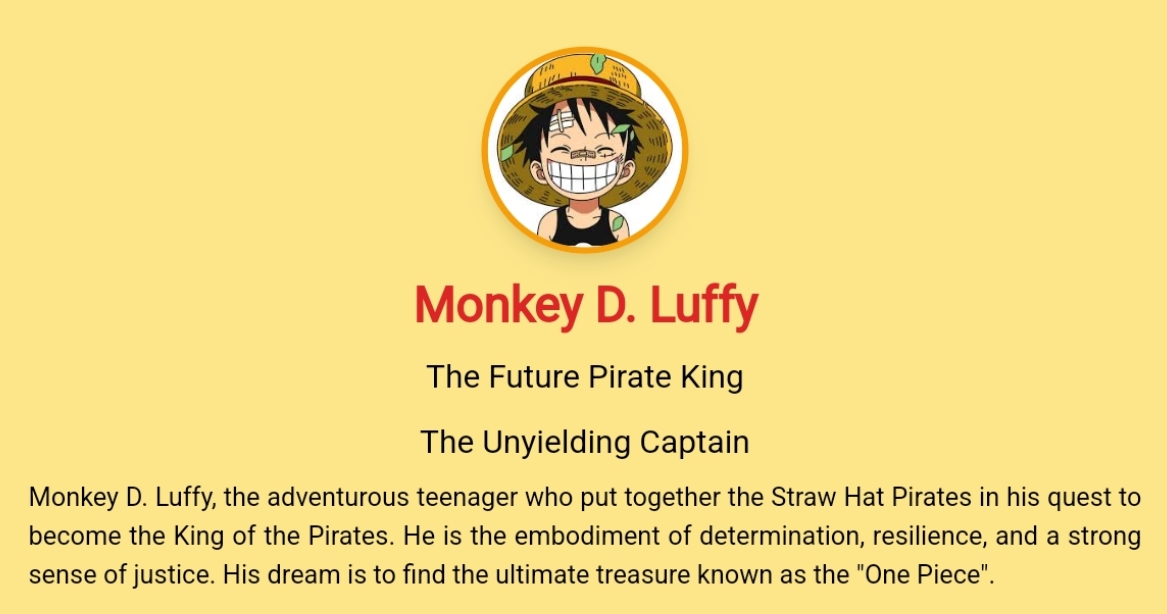 Monkey D. Luffy
The Future Pirate King
The Unyielding Captain
Monkey D. Luffy, the adventurous teenager who put together the Straw Hat Pirates in his quest to
become the King of the Pirates. He is the embodiment of determination, resilience, and a strong
sense of justice. His dream is to find the ultimate treasure known as the "One Piece".